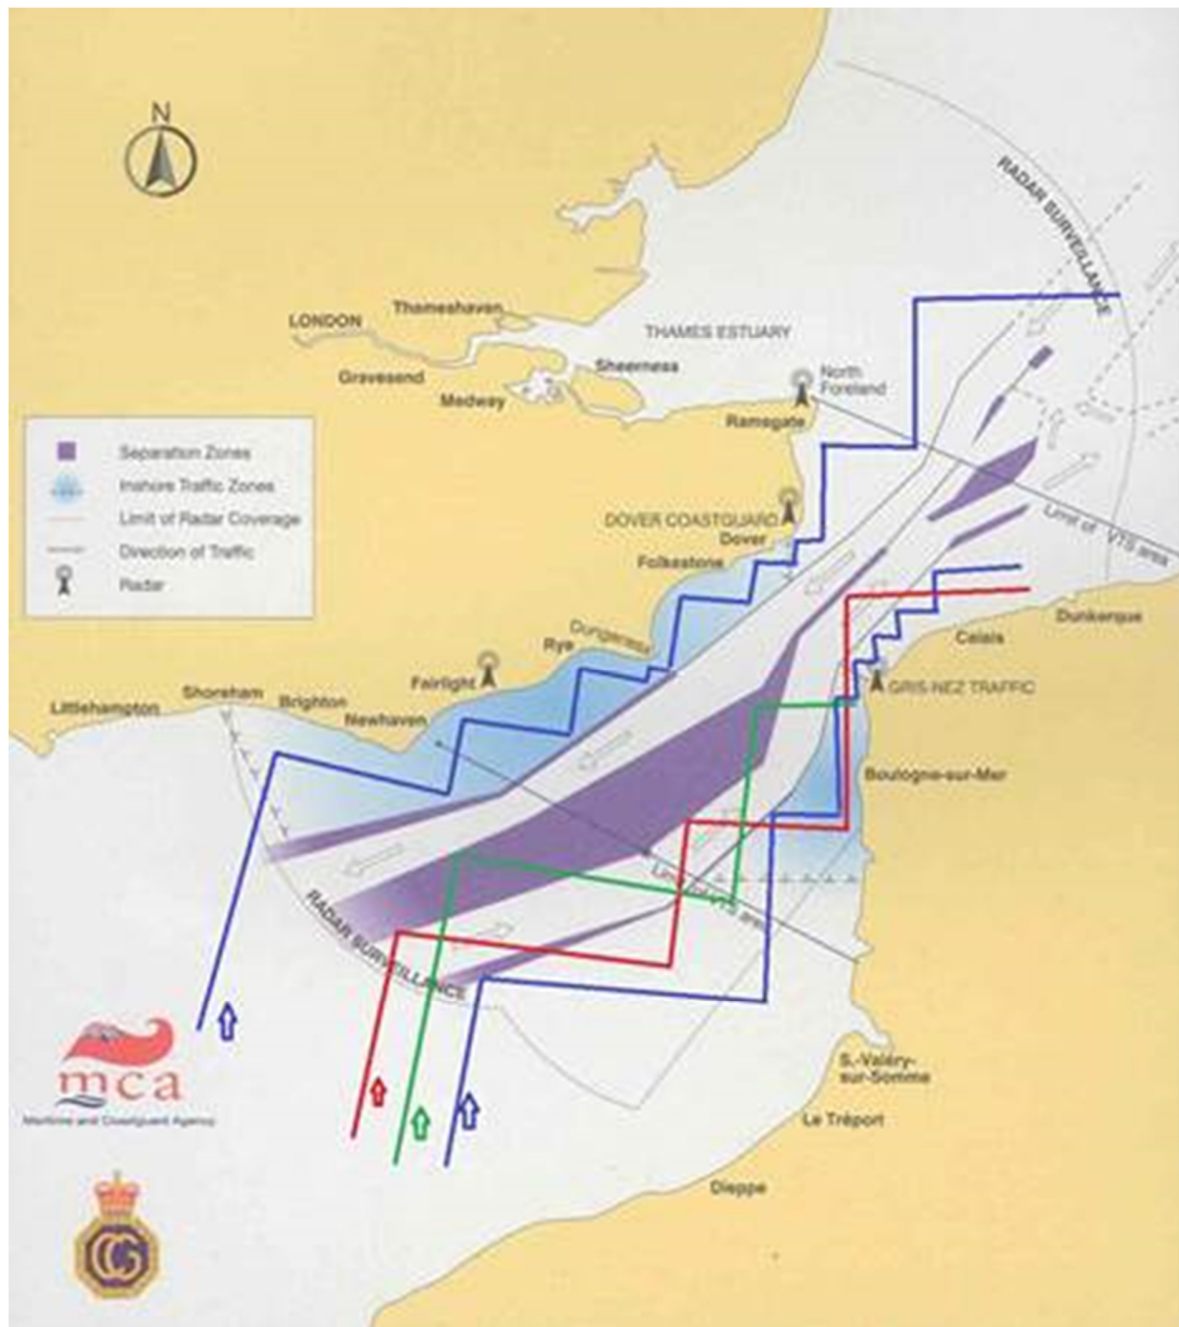 N
RADAR SURVEILLANCE
Thameshaven
LONDON
THAMES ESTUARY
Gravesend
Sheerness
Medway
North
Foreland
Ramsgate
Separation Zones
Inshore Traffic Zones
Limit of Radar Coverage
Direction of Traffic
Radar
DOVER COASTGUARD
Dover
Limit of VTS area
Folkestone
Dunkerque
Calais
Dungeness
Rye
Fairlight
GRIS NEZ TRAFFIC
Shoreham
Littlehampton
Brighton
Newhaven
Boulogne-sur-Mer
Limit of VTS area
RADAR SURVEILLANCE
mca
Maritime and Coastguard Agency
S.-Valéry-
sur-Somme
Le Tréport
Dieppe
CG